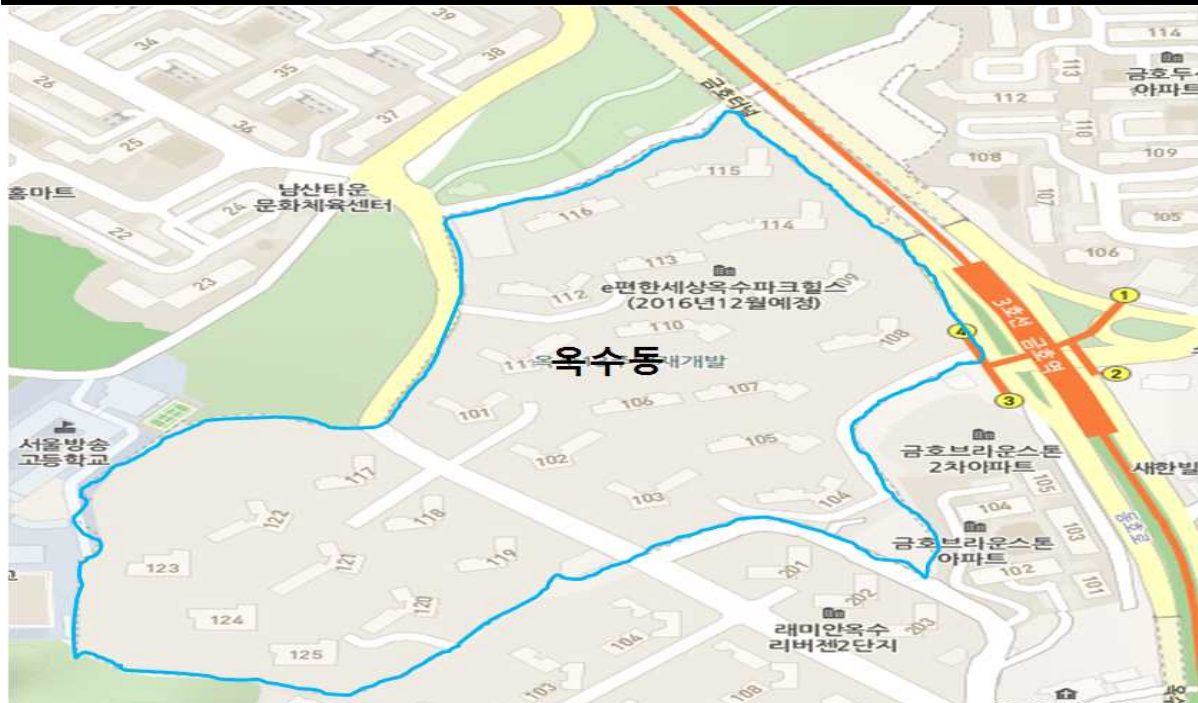 39
34
38
26
35
114
금호두
아파트
113
37
금호터널
112
36
110
25
115
109
108
홍마트
남산타운
문화체육센터
24
116
107
105
114
22
106
113
23
e편한세상옥수파크힐스
(2016년12월예정)
109
112
1
3호선 금호역
110
108
4
옥수동
재개발
107
2
106
3
101
서울방송
고등학교
105
금호브라운스톤
2차아파트
새한빌
102
117
103
104
105
122
104
118
103
동호로
금호브라운스톤
아파트
121
119
123
201
102
101
120
202
124
래미안옥수
리버젠2단지
203
104
125
103
108
옥수